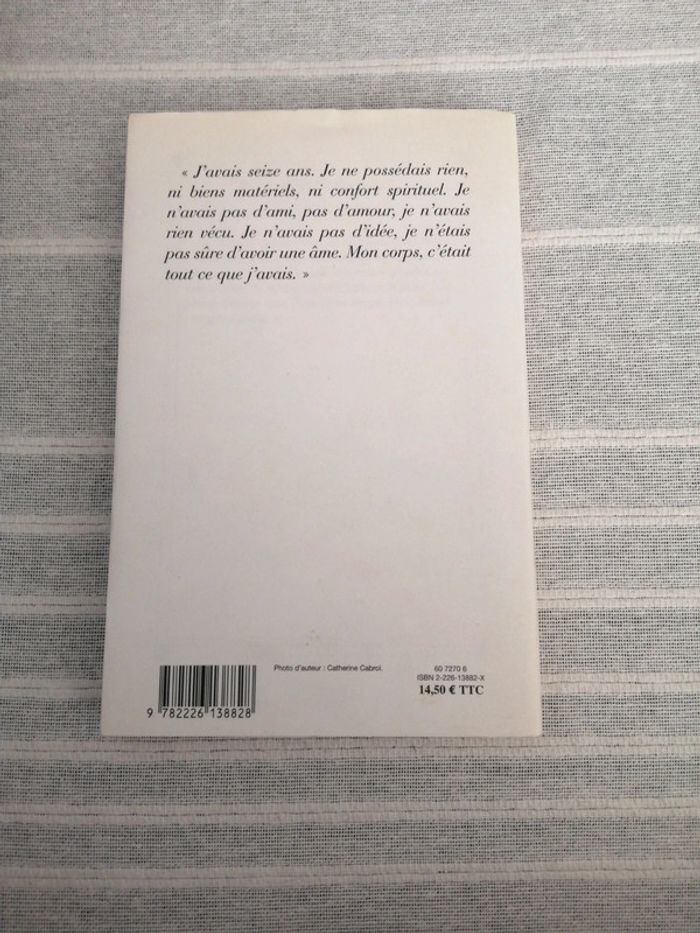 « J'avais seize ans. Je ne possédais rien,
ni biens matériels, ni confort spirituel. Je
n'avais pas d'ami, pas d'amour, je n'avais
rien vécu. Je n'avais pas d'idée, je n'étais
pas sûre d'avoir une âme. Mon corps, c'était
tout ce que j'avais. »
Photo d'auteur : Catherine Cabrol.
60 7270 6
ISBN 2-226-13882-X
14,50 € TTC
9 782226 138828